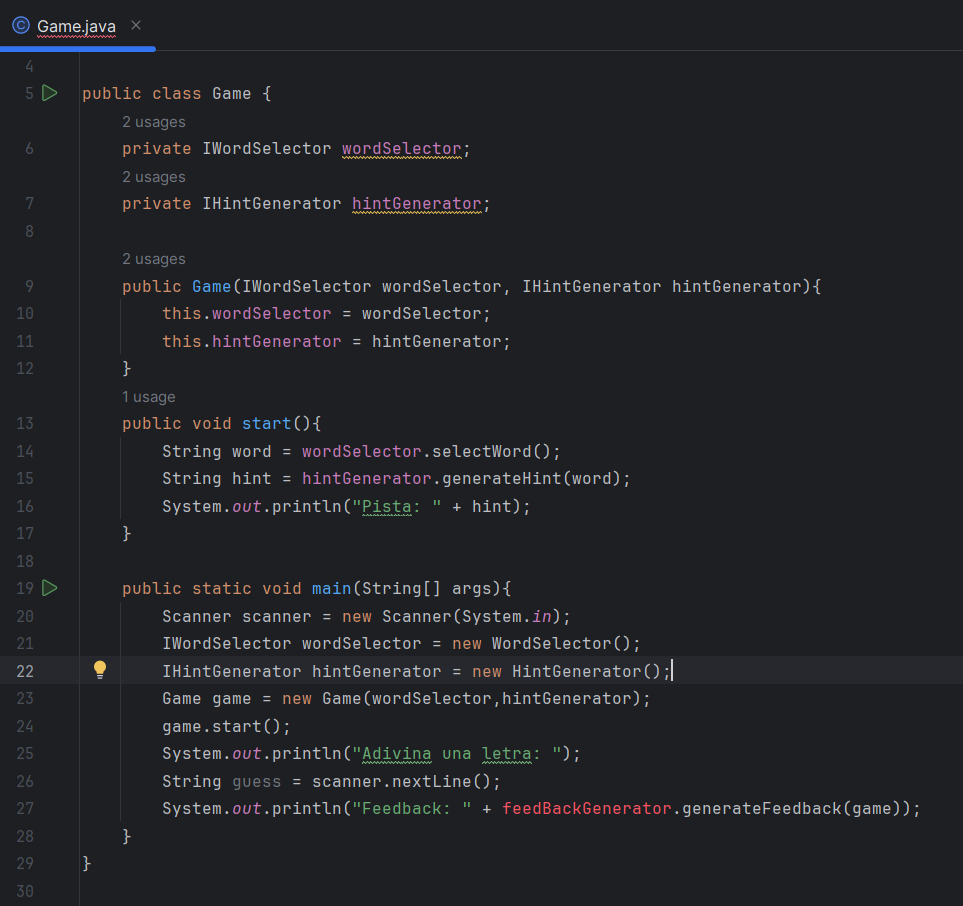 Game.java
4
5 public class Game {
2 usages
6 private IWordSelector wordSelector;
2 usages
7 private IHintGenerator hintGenerator;
8
2 usages
9 public Game(IWordSelector wordSelector, IHintGenerator hintGenerator){
10 this.wordSelector = wordSelector;
11 this.hintGenerator = hintGenerator;
12 }
1 usage
13 public void start(){
14 String word = wordSelector.selectWord();
15 String hint = hintGenerator.generateHint(word);
16 System.out.println("Pista: " + hint);
17 }
18
19 public static void main(String[] args){
20 Scanner scanner = new Scanner(System.in);
21 IWordSelector wordSelector = new WordSelector();
22 IHintGenerator hintGenerator = new HintGenerator();
23 Game game = new Game(wordSelector,hintGenerator);
24 game.start();
25 System.out.println("Adivina una letra: ");
26 String guess = scanner.nextLine();
27 System.out.println("Feedback: " + feedBackGenerator.generateFeedback(game));
28 }
29 }
30